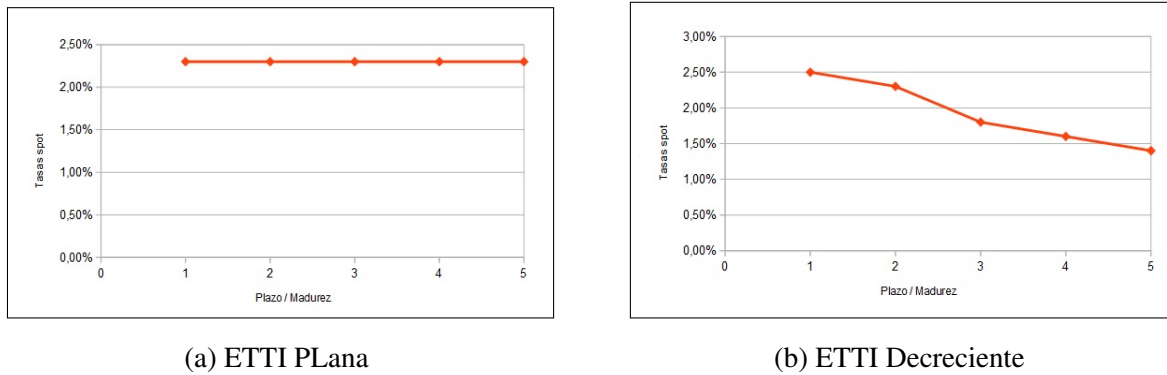 2,50%
2,00%
1,50%
1,00%
0,50%
0,00%
Tasas spot
0 1 2 3 4 5
Plazo / Madurez
(a) ETTI PLana
3,00%
2,50%
2,00%
1,50%
1,00%
0,50%
0,00%
Tasas spot
0 1 2 3 4 5
Plazo / Madurez
(b) ETTI Decreciente